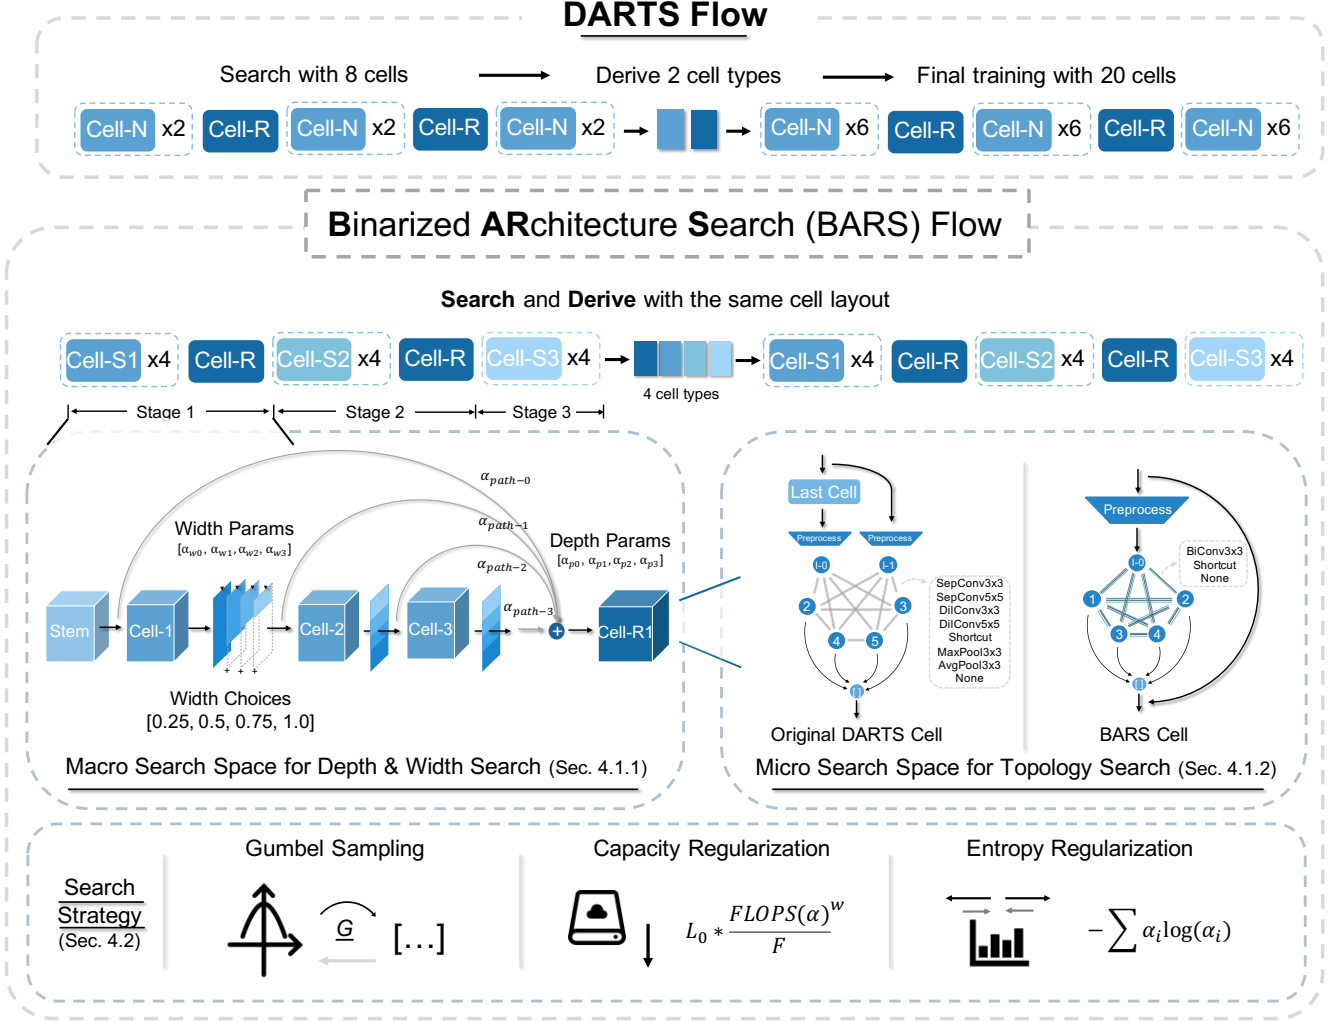 DARTS Flow
Search with 8 cells
Derive 2 cell types
Final training with 20 cells
Cell-N x2 Cell-R Cell-N x2 Cell-R Cell-N x2
Cell-N x6 Cell-R Cell-N x6 Cell-R Cell-N x6
Binarized ARchitecture Search (BARS) Flow
Search and Derive with the same cell layout
Cell-S1 x4 Cell-R Cell-S2 x4 Cell-R Cell-S3 x4
4 cell types
Cell-S1 x4 Cell-R Cell-S2 x4 Cell-R Cell-S3 x4
Stage 1 Stage 2 Stage 3
α_path-0
α_path-1
α_path-2
α_path-3
Width Params
[α_w0, α_w1, α_w2, α_w3]
Depth Params
[α_p0, α_p1, α_p2, α_p3]
Stem Cell-1 Cell-2 Cell-3 + Cell-R1
+ + +
Width Choices
[0.25, 0.5, 0.75, 1.0]
Macro Search Space for Depth & Width Search (Sec. 4.1.1)
Last Cell
Preprocess Preprocess
I-0 I-1
2 3
4 5
[ ]
SepConv3x3
SepConv5x5
DilConv3x3
DilConv5x5
Shortcut
MaxPool3x3
AvgPool3x3
None
Original DARTS Cell
Preprocess
I-0
1 2
3 4
[ ]
BiConv3x3
Shortcut
None
BARS Cell
Micro Search Space for Topology Search (Sec. 4.1.2)
Search
Strategy
(Sec. 4.2)
Gumbel Sampling
G
[...]
Capacity Regularization
L_0 * FLOPS(α)^w / F
Entropy Regularization
−∑ α_i log(α_i)